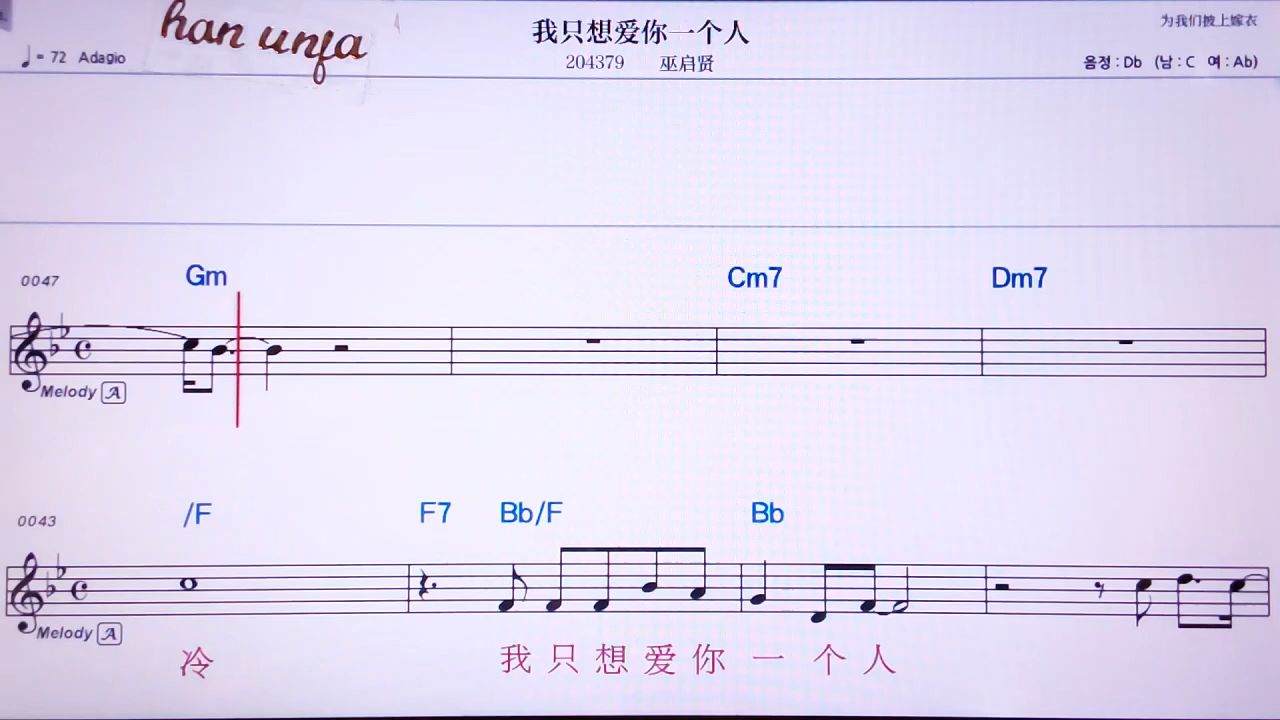 han unfa
我只想爱你一个人
为我们披上嫁衣
♩= 72 Adagio
204379 巫启贤
음정 : Db (남 : C 여 : Ab)
0047 Gm Cm7 Dm7
Melody A
0043 /F F7 Bb/F Bb
Melody A
冷 我只想爱你一个人